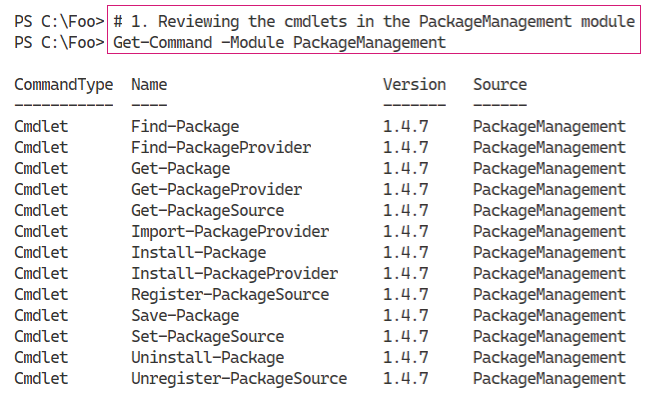 PS C:\Foo> # 1. Reviewing the cmdlets in the PackageManagement module
PS C:\Foo> Get-Command -Module PackageManagement
CommandType Name Version Source
----------- ---- ------- ------
Cmdlet Find-Package 1.4.7 PackageManagement
Cmdlet Find-PackageProvider 1.4.7 PackageManagement
Cmdlet Get-Package 1.4.7 PackageManagement
Cmdlet Get-PackageProvider 1.4.7 PackageManagement
Cmdlet Get-PackageSource 1.4.7 PackageManagement
Cmdlet Import-PackageProvider 1.4.7 PackageManagement
Cmdlet Install-Package 1.4.7 PackageManagement
Cmdlet Install-PackageProvider 1.4.7 PackageManagement
Cmdlet Register-PackageSource 1.4.7 PackageManagement
Cmdlet Save-Package 1.4.7 PackageManagement
Cmdlet Set-PackageSource 1.4.7 PackageManagement
Cmdlet Uninstall-Package 1.4.7 PackageManagement
Cmdlet Unregister-PackageSource 1.4.7 PackageManagement